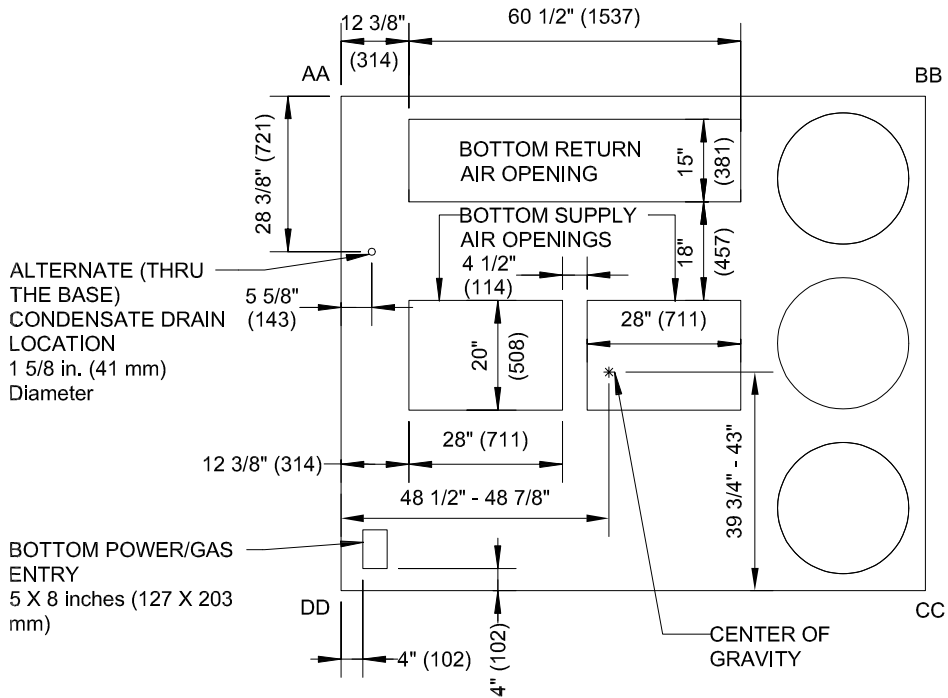 12 3/8"
(314)
60 1/2" (1537)
AA
BB
28 3/8" (721)
BOTTOM RETURN
AIR OPENING
15"
(381)
BOTTOM SUPPLY
AIR OPENINGS
18"
(457)
ALTERNATE (THRU
THE BASE)
CONDENSATE DRAIN
LOCATION
1 5/8 in. (41 mm)
Diameter
5 5/8"
(143)
4 1/2"
(114)
20"
(508)
28" (711)
12 3/8" (314)
28" (711)
48 1/2" - 48 7/8"
39 3/4" - 43"
BOTTOM POWER/GAS
ENTRY
5 X 8 inches (127 X 203
mm)
DD
CC
4" (102)
4" (102)
CENTER OF
GRAVITY